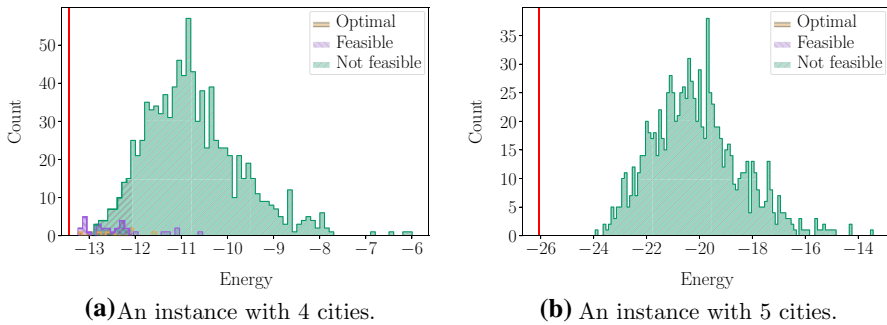 Optimal
Feasible
Not feasible
50
40
30
20
10
0
Count
−13 −12 −11 −10 −9 −8 −7 −6
Energy
(a) An instance with 4 cities.
Optimal
Feasible
Not feasible
35
30
25
20
15
10
5
0
Count
−26 −24 −22 −20 −18 −16 −14
Energy
(b) An instance with 5 cities.